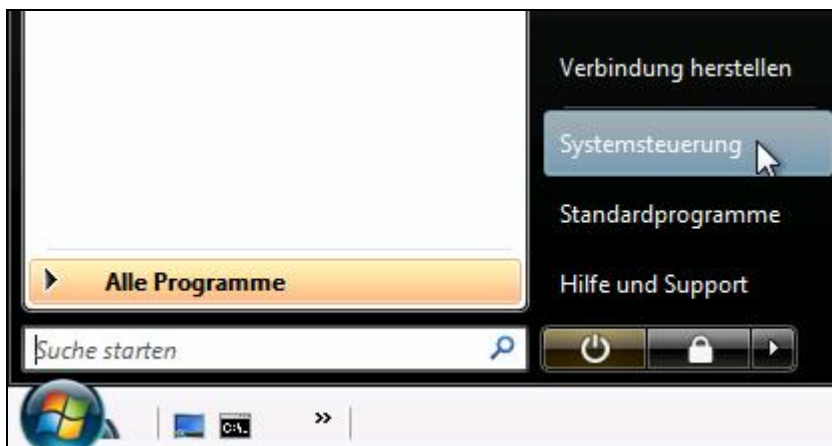 Verbindung herstellen
Systemsteuerung
Standardprogramme
Alle Programme
Hilfe und Support
Suche starten
C:\.
»